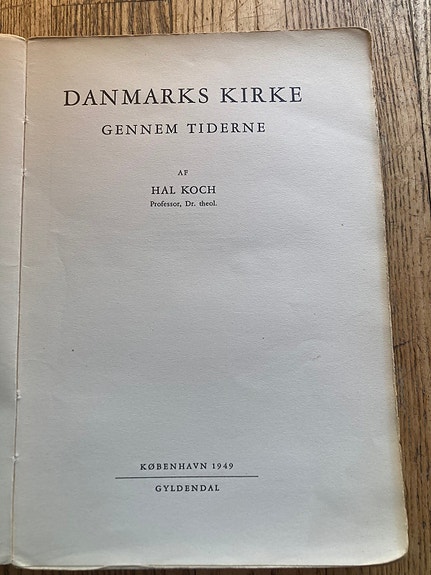 DANMARKS KIRKE
GENNEM TIDERNE
AF
HAL KOCH
Professor, Dr. theol.
KØBENHAVN 1949
GYLDENDAL